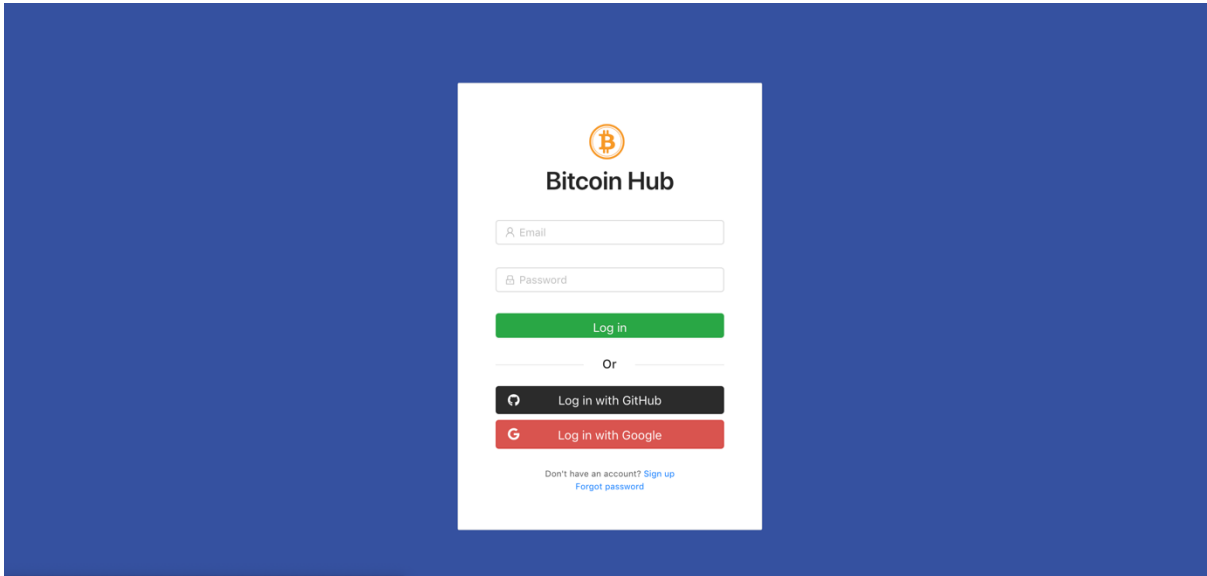 Bitcoin Hub
Email
Password
Log in
Or
Log in with GitHub
Log in with Google
Don't have an account? Sign up
Forgot password